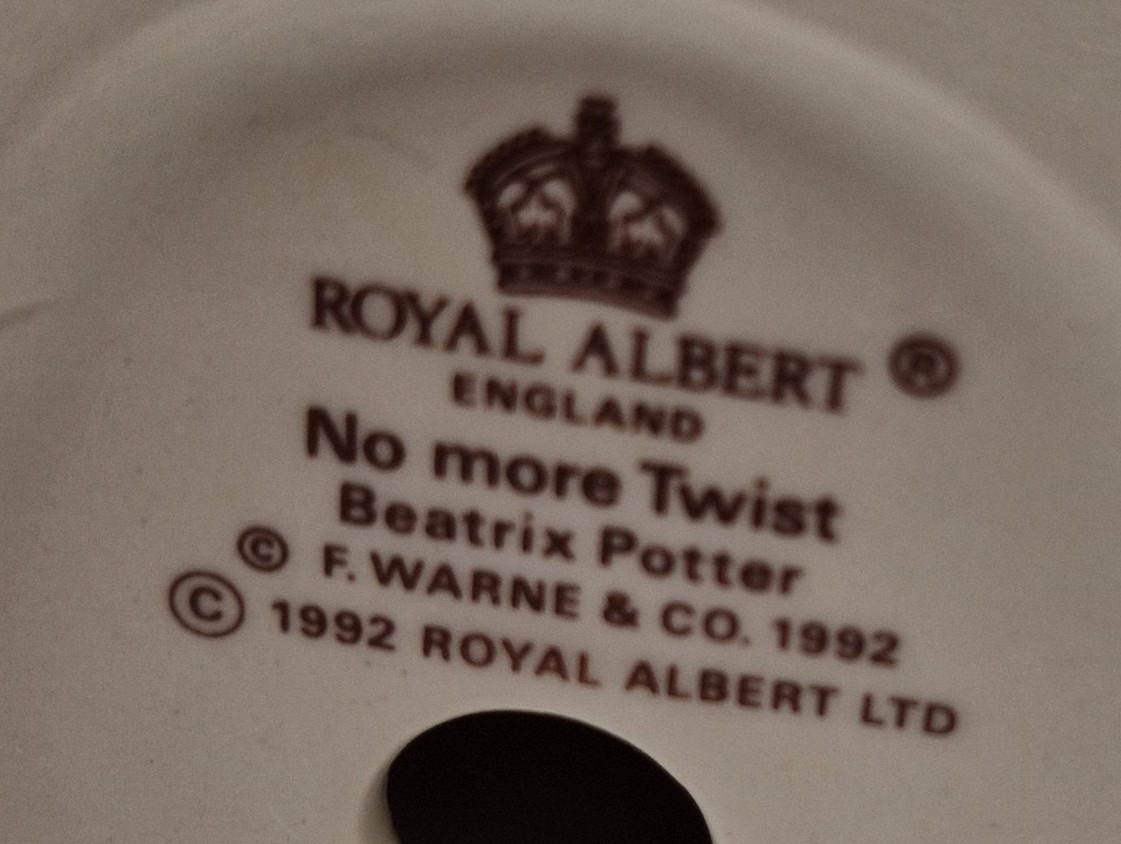 ROYAL ALBERT ®
ENGLAND
No more Twist
Beatrix Potter
© F. WARNE & CO. 1992
© 1992 ROYAL ALBERT LTD